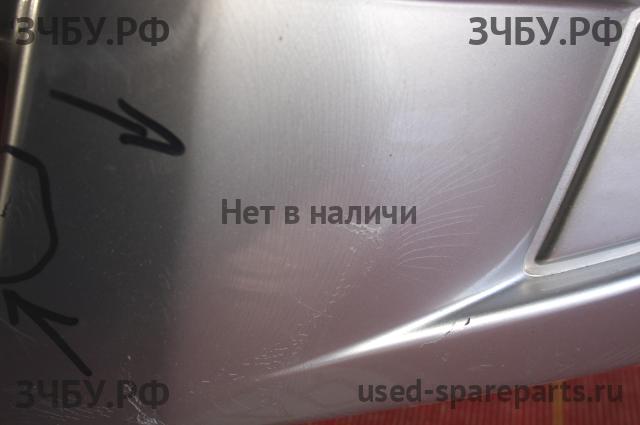 ЗЧБУ.РФ ЗЧБУ.РФ
Нет в наличи
ЗЧБУ.РФ used-spareparts.ru